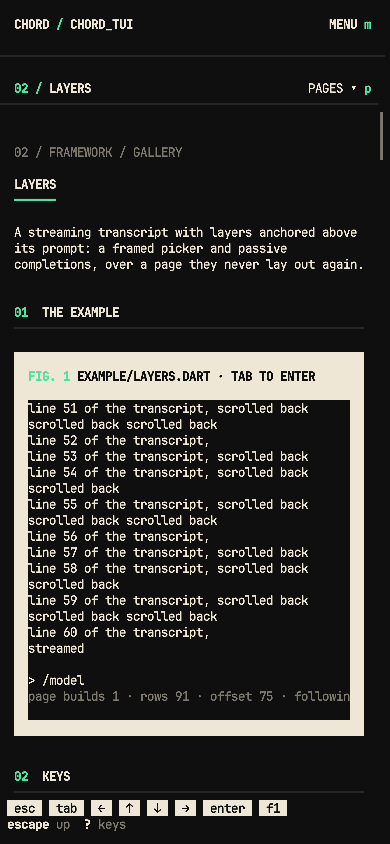 CHORD / CHORD_TUI MENU m
02 / LAYERS PAGES ▾ p
02 / FRAMEWORK / GALLERY
LAYERS
A streaming transcript with layers anchored above
its prompt: a framed picker and passive
completions, over a page they never lay out again.
01 THE EXAMPLE
FIG. 1 EXAMPLE/LAYERS.DART · TAB TO ENTER
line 51 of the transcript, scrolled back
scrolled back scrolled back
line 52 of the transcript,
line 53 of the transcript, scrolled back
line 54 of the transcript, scrolled back
scrolled back
line 55 of the transcript, scrolled back
scrolled back scrolled back
line 56 of the transcript,
line 57 of the transcript, scrolled back
line 58 of the transcript, scrolled back
scrolled back
line 59 of the transcript, scrolled back
scrolled back scrolled back
line 60 of the transcript,
streamed
> /model
page builds 1 · rows 91 · offset 75 · followin
02 KEYS
esc tab ← ↑ ↓ → enter f1
escape up ? keys